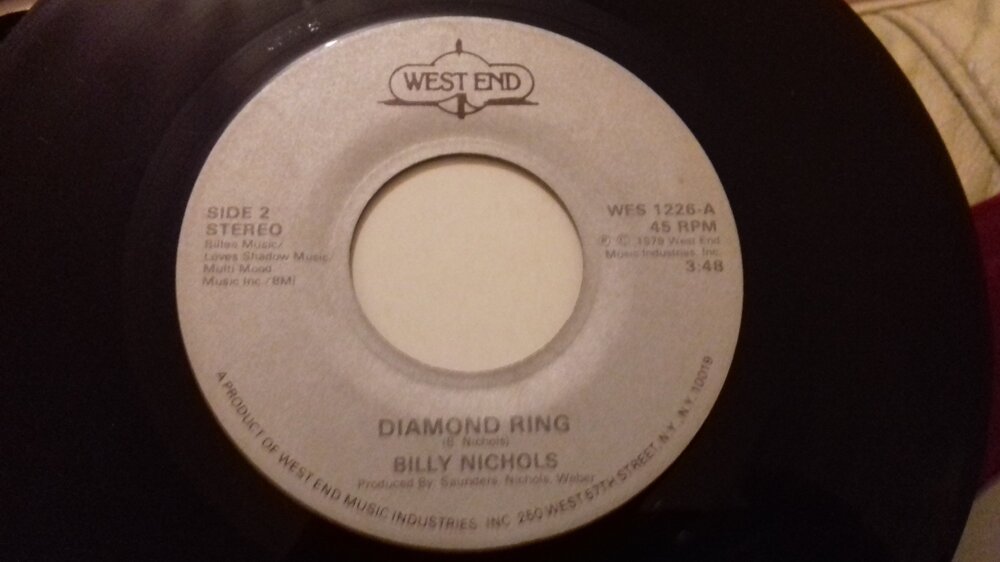 WEST END
SIDE 2
STEREO
Billee Music/
Loves Shadow Music
Multi Mood
Music Inc./BMI
WES 1226-A
45 RPM
Ⓟ © 1979 West End
Music Industries, Inc.
3:48
DIAMOND RING
(B. Nichols)
BILLY NICHOLS
Produced By: Saunders, Nichols, Weber
A PRODUCT OF WEST END MUSIC INDUSTRIES, INC. 250 WEST 57TH STREET, N.Y., N.Y. 10019